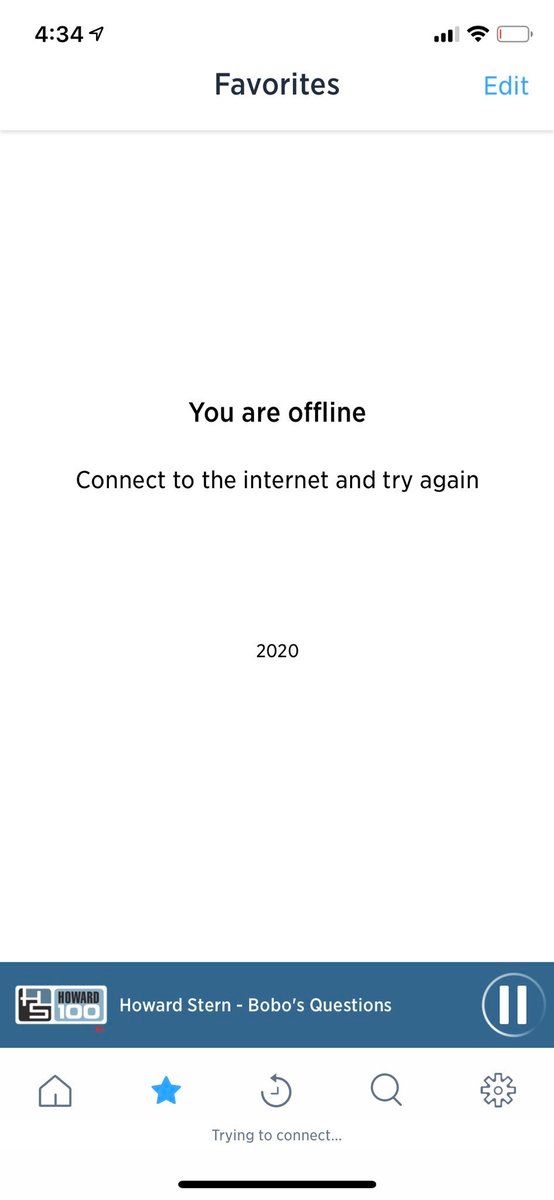 4:34
Favorites
Edit
You are offline
Connect to the internet and try again
2020
HS HOWARD
100
Howard Stern - Bobo's Questions
Trying to connect...